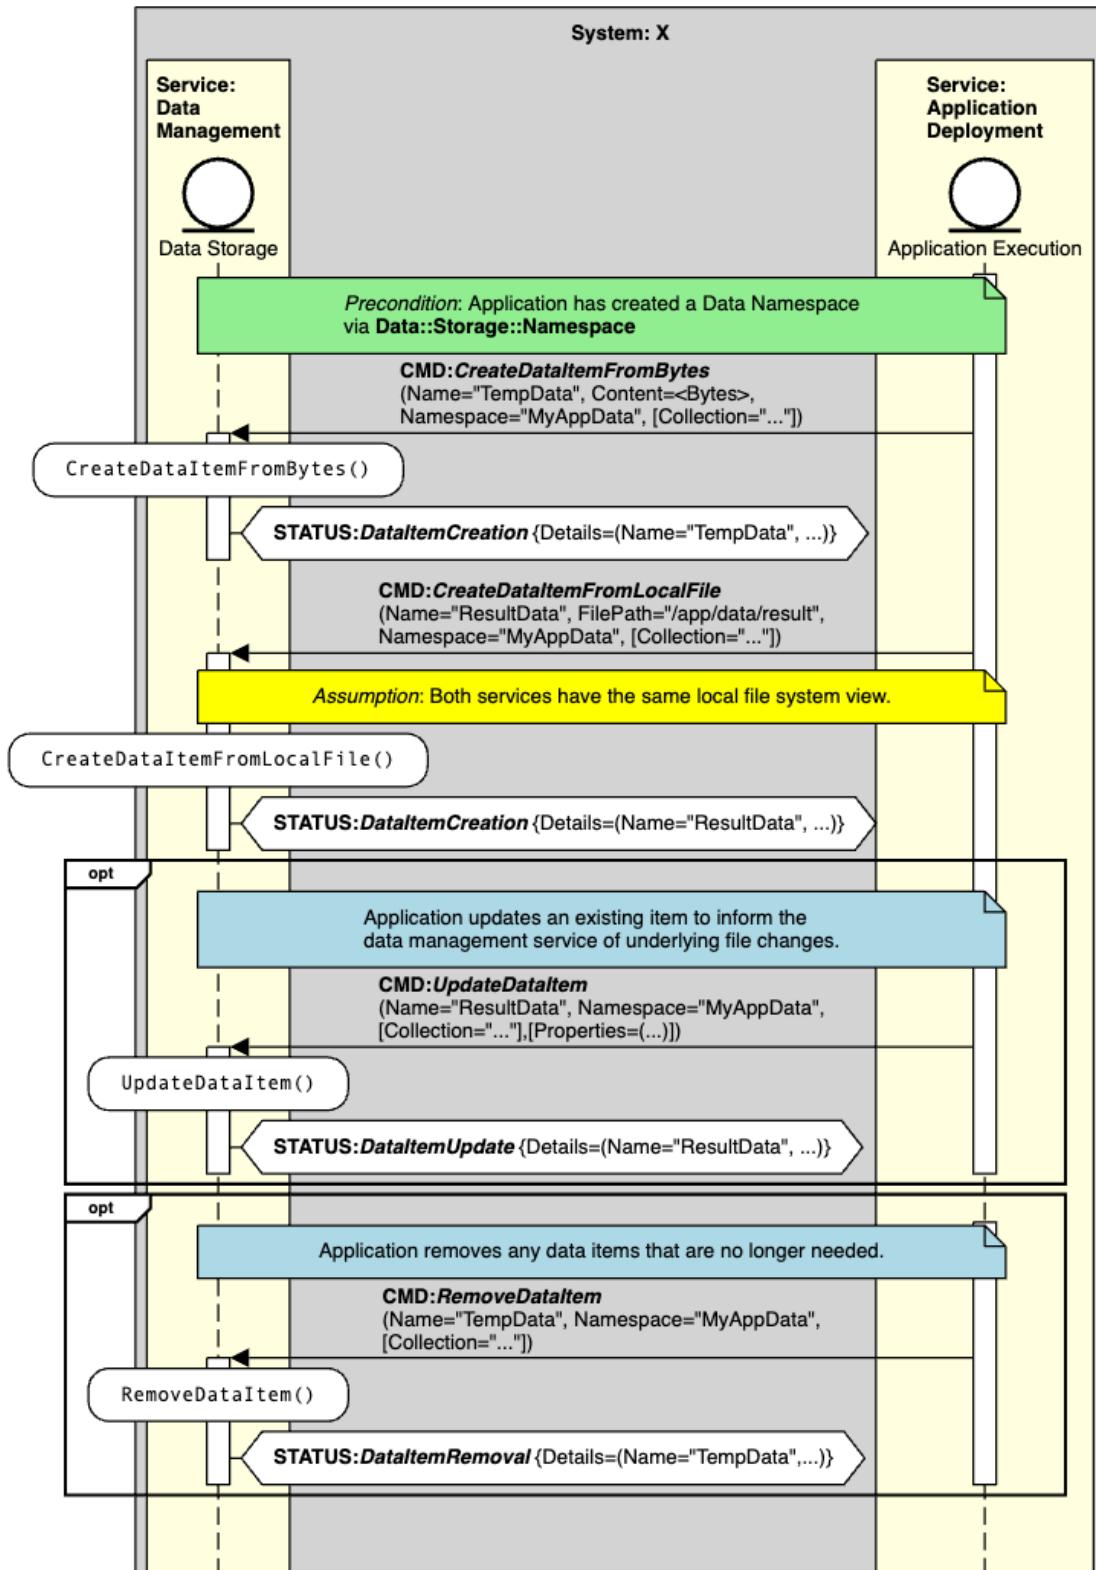 System: X
Service:
Data
Management
Service:
Application
Deployment
Data Storage
Application Execution
Precondition: Application has created a Data Namespace
via Data::Storage::Namespace
CMD:CreateDataItemFromBytes
(Name="TempData", Content=<Bytes>,
Namespace="MyAppData", [Collection="..."])
CreateDataItemFromBytes()
STATUS:DataItemCreation {Details=(Name="TempData", ...)}
CMD:CreateDataItemFromLocalFile
(Name="ResultData", FilePath="/app/data/result",
Namespace="MyAppData", [Collection="..."])
Assumption: Both services have the same local file system view.
CreateDataItemFromLocalFile()
STATUS:DataItemCreation {Details=(Name="ResultData", ...)}
opt
Application updates an existing item to inform the
data management service of underlying file changes.
CMD:UpdateDataItem
(Name="ResultData", Namespace="MyAppData",
[Collection="..."],[Properties=(...)])
UpdateDataItem()
STATUS:DataItemUpdate {Details=(Name="ResultData", ...)}
opt
Application removes any data items that are no longer needed.
CMD:RemoveDataItem
(Name="TempData", Namespace="MyAppData",
[Collection="..."])
RemoveDataItem()
STATUS:DataItemRemoval {Details=(Name="TempData",...)}